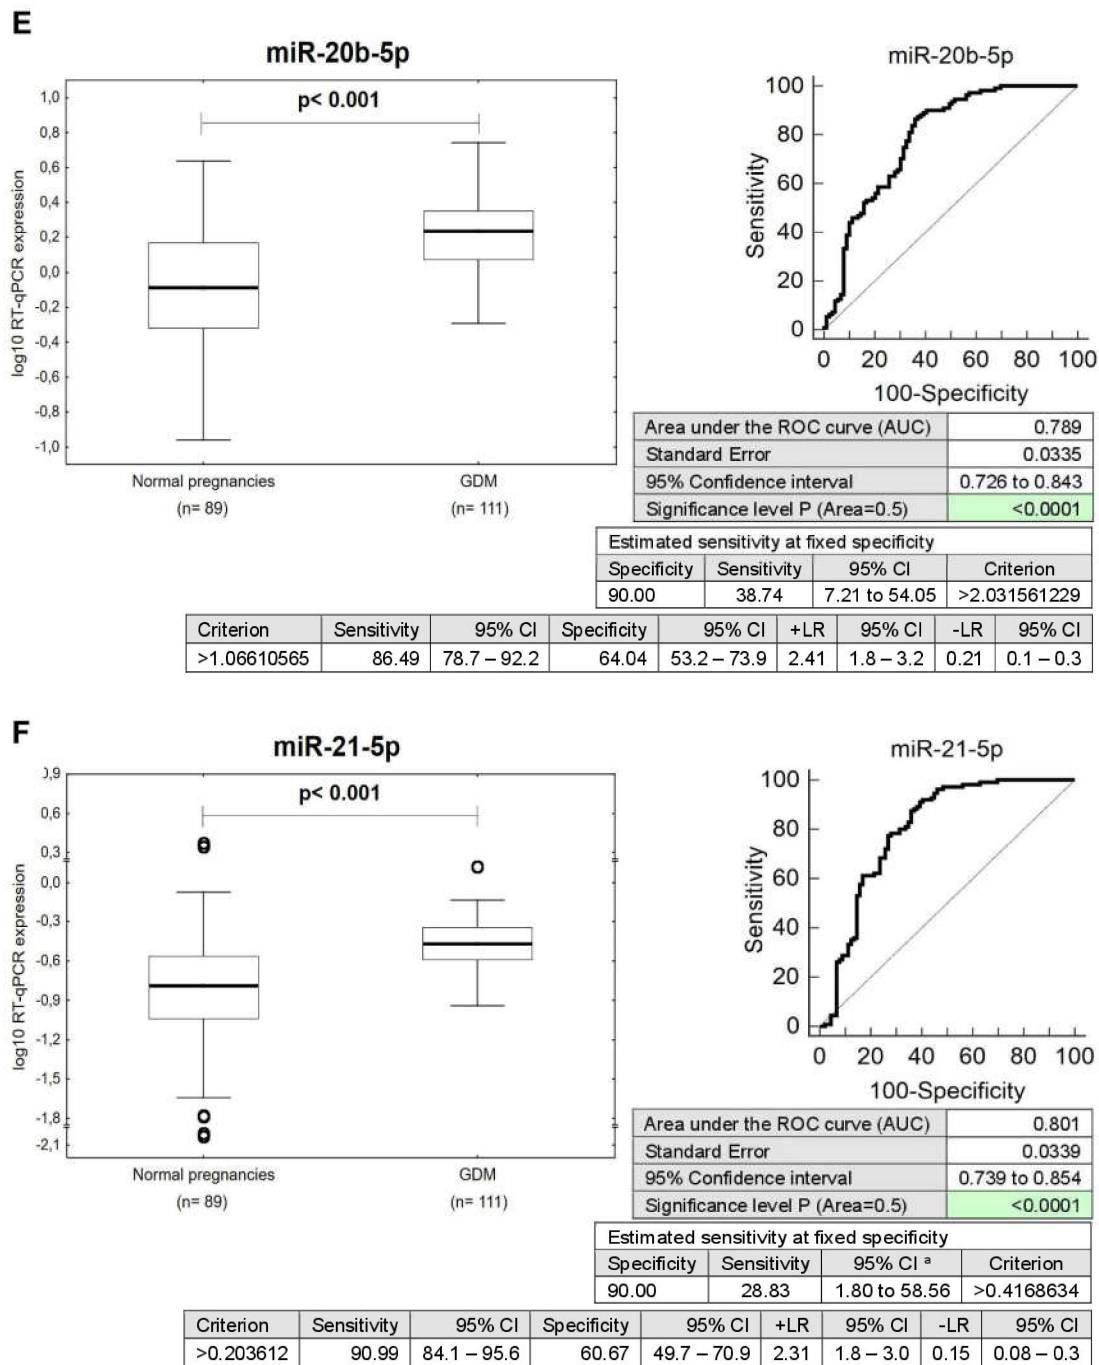 E
miR-20b-5p
p< 0.001
log10 RT-qPCR expression
1,0
0,8
0,6
0,4
0,2
0,0
-0,2
-0,4
-0,6
-0,8
-1,0
Normal pregnancies
(n= 89)
GDM
(n= 111)
miR-20b-5p
Sensitivity
100
80
60
40
20
0
0 20 40 60 80 100
100-Specificity
Area under the ROC curve (AUC) 0.789
Standard Error 0.0335
95% Confidence interval 0.726 to 0.843
Significance level P (Area=0.5) <0.0001
Estimated sensitivity at fixed specificity
Specificity Sensitivity 95% CI Criterion
90.00 38.74 7.21 to 54.05 >2.031561229
Criterion Sensitivity 95% CI Specificity 95% CI +LR 95% CI -LR 95% CI
>1.06610565 86.49 78.7 – 92.2 64.04 53.2 – 73.9 2.41 1.8 – 3.2 0.21 0.1 – 0.3
F
miR-21-5p
p< 0.001
log10 RT-qPCR expression
),9
0,6
0,3
0,0
-0,3
-0,6
-0,9
-1,2
-1,5
-1,8
-2,1
Normal pregnancies
(n= 89)
GDM
(n= 111)
miR-21-5p
Sensitivity
100
80
60
40
20
0
0 20 40 60 80 100
100-Specificity
Area under the ROC curve (AUC) 0.801
Standard Error 0.0339
95% Confidence interval 0.739 to 0.854
Significance level P (Area=0.5) <0.0001
Estimated sensitivity at fixed specificity
Specificity Sensitivity 95% CI ᵃ Criterion
90.00 28.83 1.80 to 58.56 >0.4168634
Criterion Sensitivity 95% CI Specificity 95% CI +LR 95% CI -LR 95% CI
>0.203612 90.99 84.1 – 95.6 60.67 49.7 – 70.9 2.31 1.8 – 3.0 0.15 0.08 – 0.3